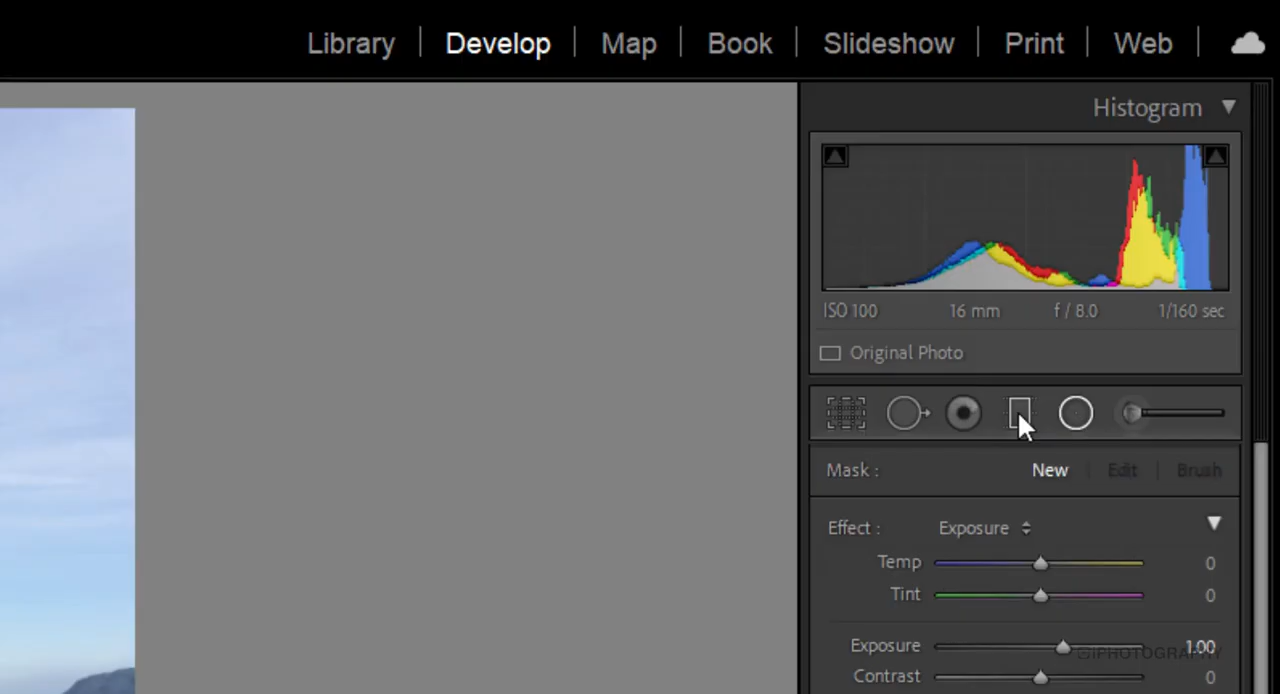 Library | Develop | Map | Book | Slideshow | Print | Web |
Histogram
ISO 100 16 mm f / 8.0 1/160 sec
Original Photo
Mask : New | Edit | Brush
Effect : Exposure
Temp 0
Tint 0
Exposure 1.00
iPHOTOGRAPHY
Contrast 0